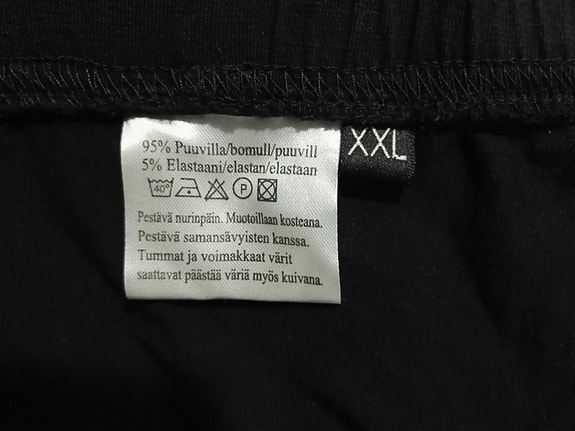 95% Puuvilla/bomull/puuvill
5% Elastaani/elastan/elastaan
40° P
Pestävä nurinpäin. Muotoillaan kosteana.
Pestävä samansävyisten kanssa.
Tummat ja voimakkaat värit
saattavat päästää väriä myös kuivana.
XXL